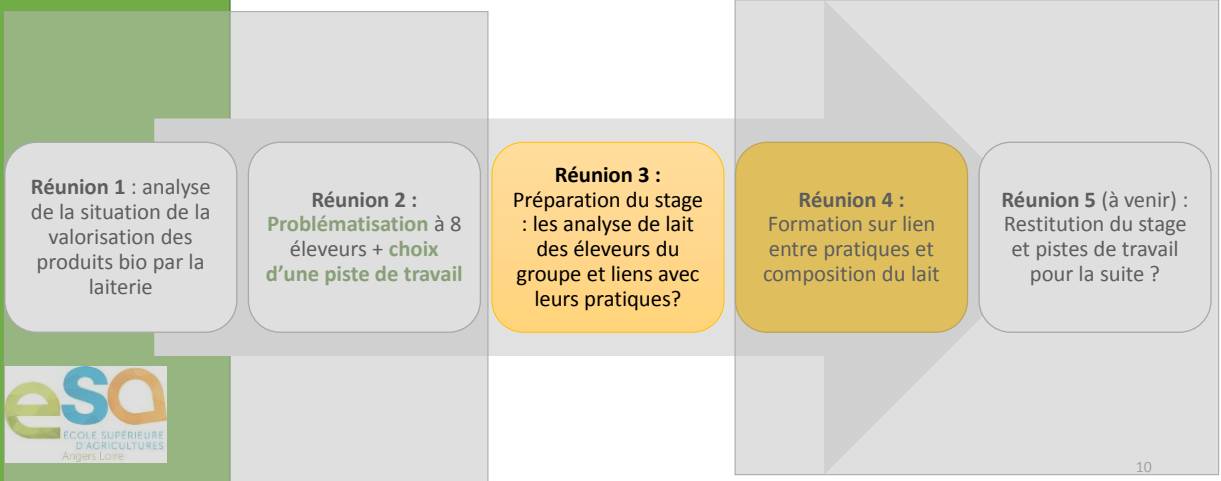 Réunion 1 : analyse
de la situation de la
valorisation des
produits bio par la
laiterie
Réunion 2 :
Problématisation à 8
éleveurs + choix
d'une piste de travail
Réunion 3 :
Préparation du stage
: les analyse de lait
des éleveurs du
groupe et liens avec
leurs pratiques?
Réunion 4 :
Formation sur lien
entre pratiques et
composition du lait
Réunion 5 (à venir) :
Restitution du stage
et pistes de travail
pour la suite ?
esa
ÉCOLE SUPÉRIEURE
D'AGRICULTURES
Angers Loire
10